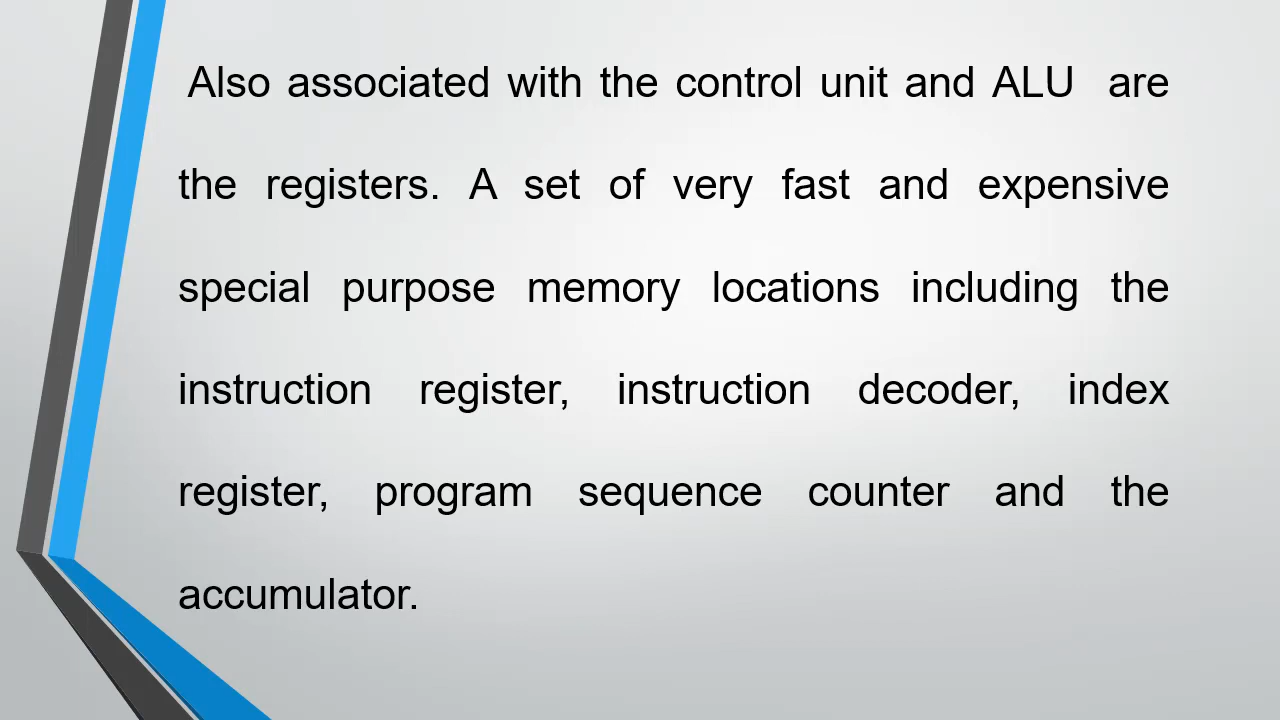 Also associated with the control unit and ALU are
the registers. A set of very fast and expensive
special purpose memory locations including the
instruction register, instruction decoder, index
register, program sequence counter and the
accumulator.